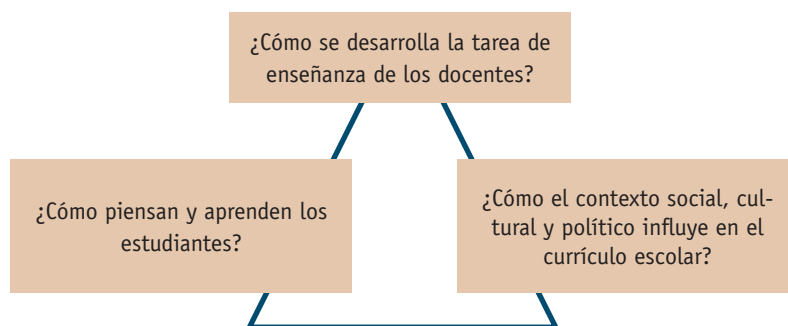 ¿Cómo se desarrolla la tarea de
enseñanza de los docentes?
¿Cómo piensan y aprenden los
estudiantes?
¿Cómo el contexto social, cul-
tural y político influye en el
currículo escolar?